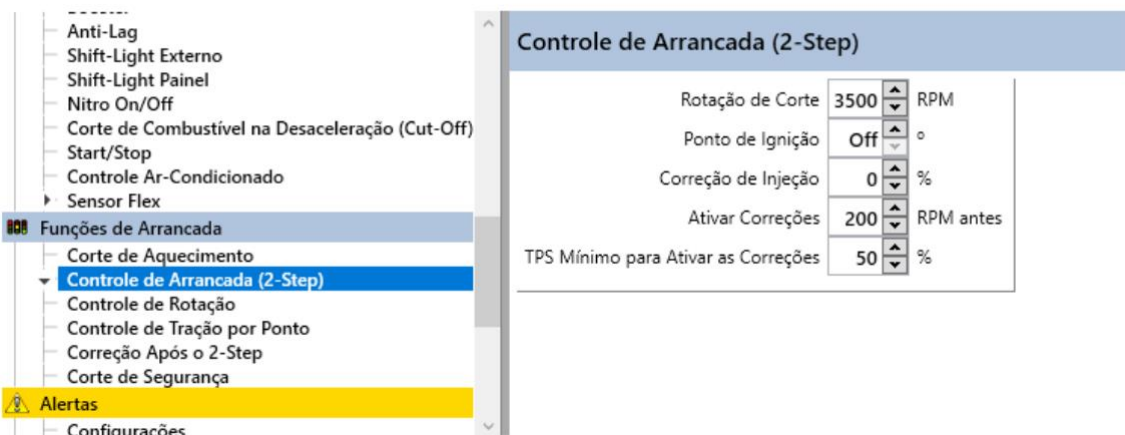 Anti-Lag
Shift-Light Externo
Shift-Light Painel
Nitro On/Off
Corte de Combustível na Desaceleração (Cut-Off)
Start/Stop
Controle Ar-Condicionado
Sensor Flex
Funções de Arrancada
Corte de Aquecimento
Controle de Arrancada (2-Step)
Controle de Rotação
Controle de Tração por Ponto
Correção Após o 2-Step
Corte de Segurança
Alertas
Configurações
Controle de Arrancada (2-Step)
Rotação de Corte 3500 RPM
Ponto de Ignição Off °
Correção de Injeção 0 %
Ativar Correções 200 RPM antes
TPS Mínimo para Ativar as Correções 50 %